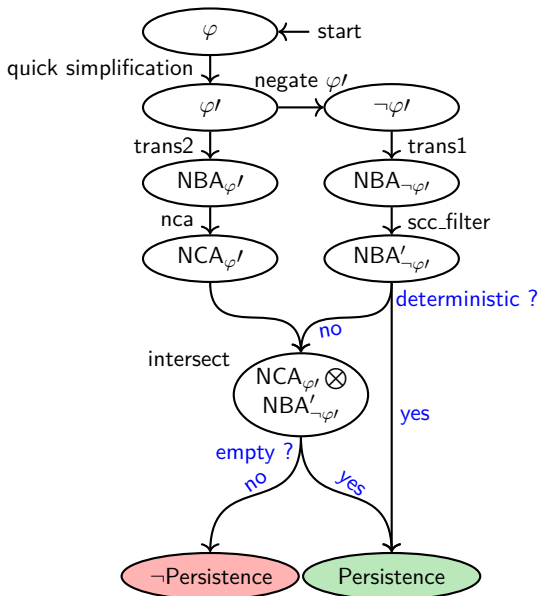 φ
start
quick simplification
negate φ′
φ′
¬φ′
trans2
trans1
NBA_φ′
NBA_¬φ′
nca
scc_filter
NCA_φ′
NBA′_¬φ′
deterministic ?
no
intersect
NCA_φ′ ⊗
NBA′_¬φ′
yes
empty ?
no
yes
¬Persistence
Persistence